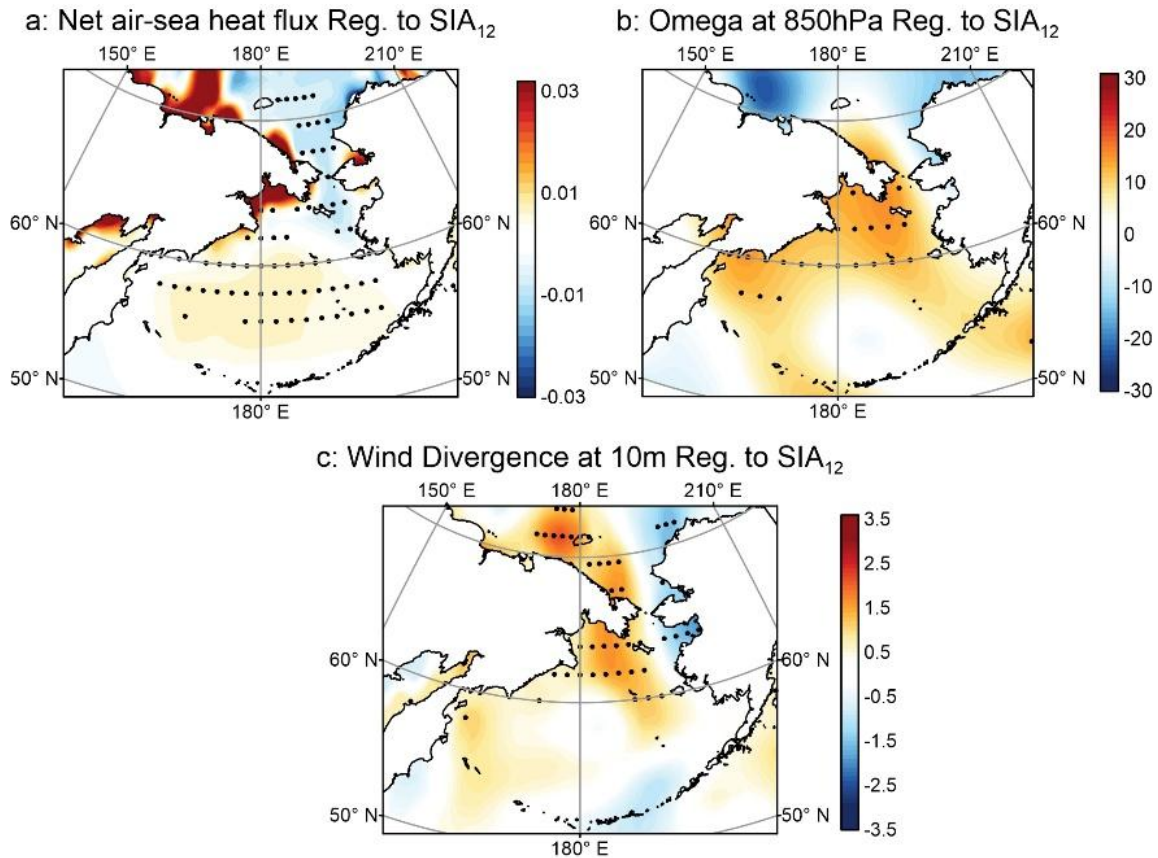 a: Net air-sea heat flux Reg. to SIA12
b: Omega at 850hPa Reg. to SIA12
150° E 180° E 210° E
150° E 180° E 210° E
0.03
30
20
0.01
10
60° N 60° N
60° N 60° N
0
-0.01
-10
-20
50° N 50° N
50° N 50° N
-0.03
-30
180° E
180° E
c: Wind Divergence at 10m Reg. to SIA12
150° E 180° E 210° E
3.5
2.5
1.5
60° N 60° N
0.5
-0.5
-1.5
50° N 50° N
-2.5
-3.5
180° E